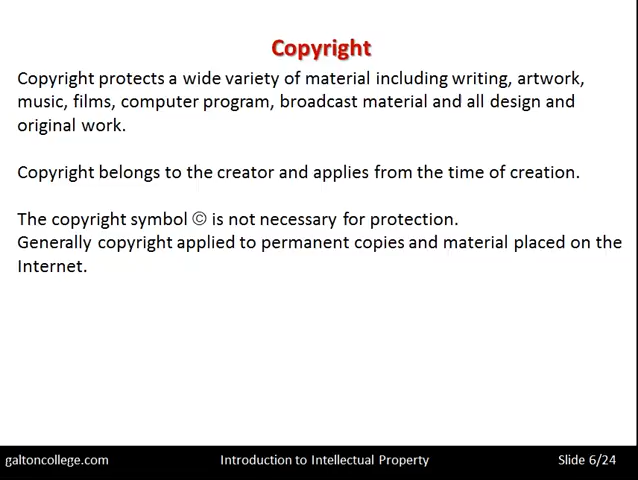 Copyright
Copyright protects a wide variety of material including writing, artwork,
music, films, computer program, broadcast material and all design and
original work.
Copyright belongs to the creator and applies from the time of creation.
The copyright symbol © is not necessary for protection.
Generally copyright applied to permanent copies and material placed on the
Internet.
galtoncollege.com Introduction to Intellectual Property Slide 6/24